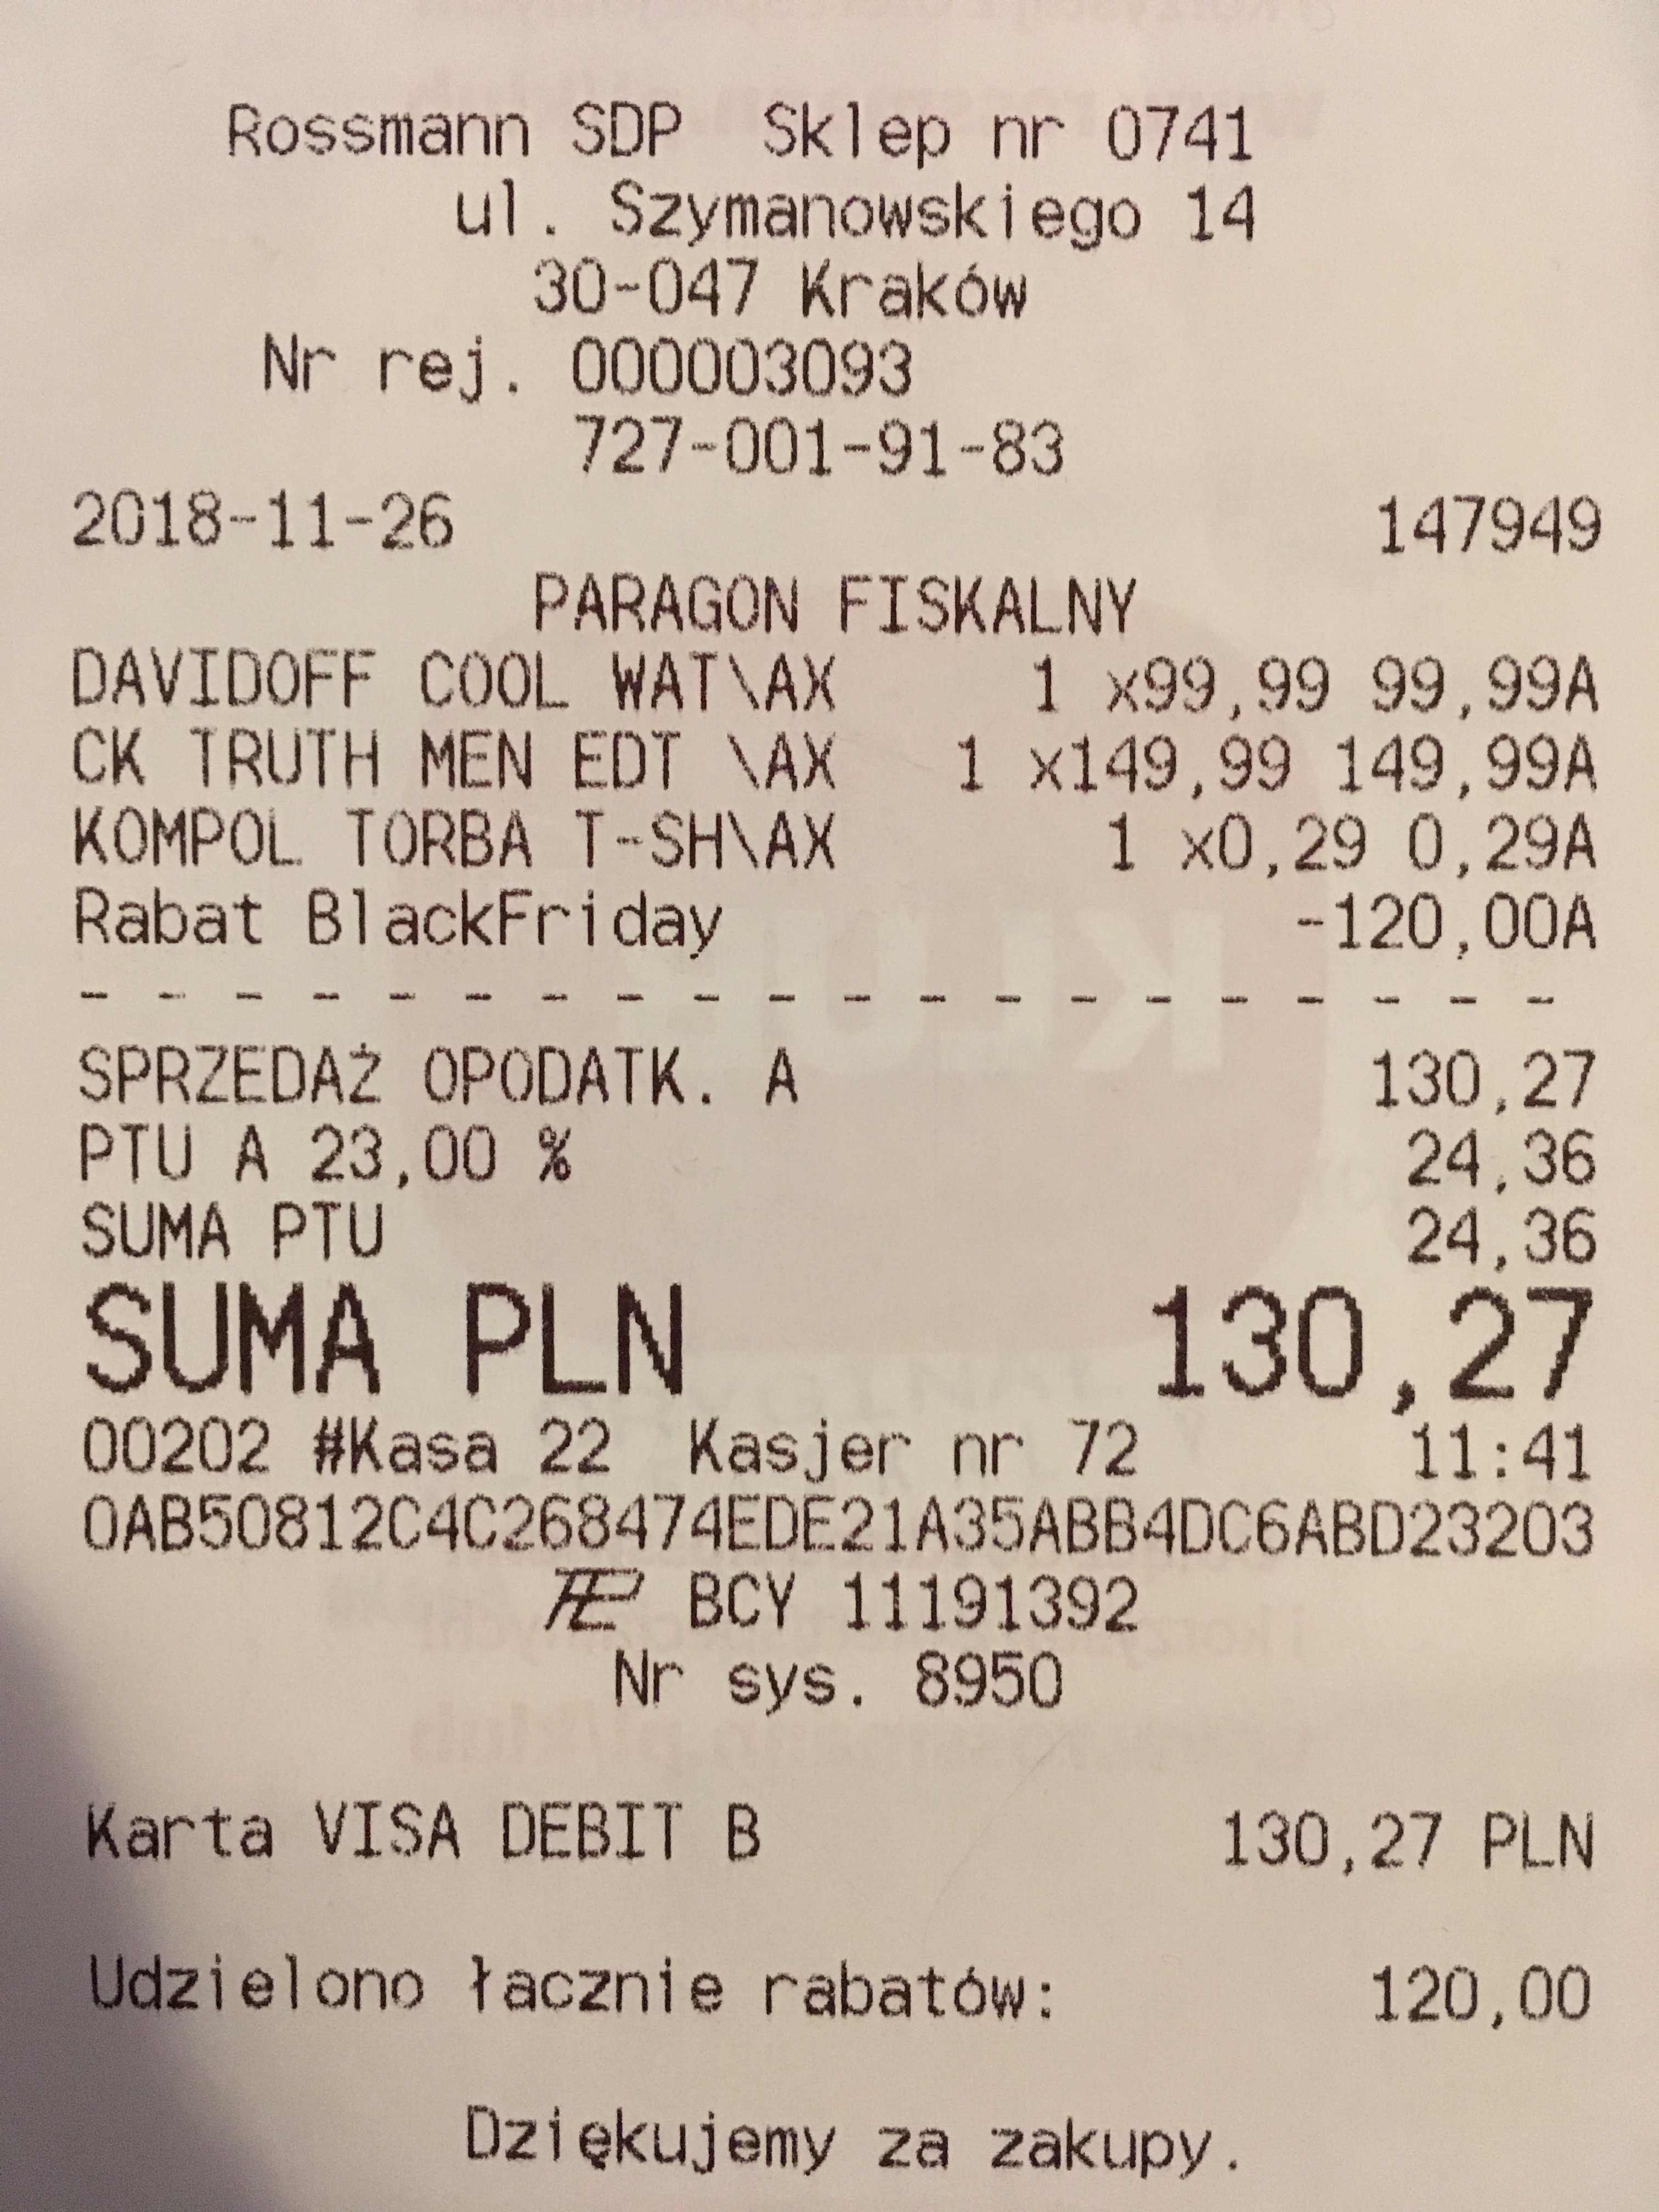 Rossmann SDP Sklep nr 0741
ul. Szymanowskiego 14
30-047 Kraków
Nr rej. 000003093
727-001-91-83
2018-11-26 147949
PARAGON FISKALNY
DAVIDOFF COOL WAT\AX 1 x99,99 99,99A
CK TRUTH MEN EDT \AX 1 x149,99 149,99A
KOMPOL TORBA T-SH\AX 1 x0,29 0,29A
Rabat BlackFriday -120,00A
- - - - - - - - - - - - - - - - - - - -
SPRZEDAŻ OPODATK. A 130,27
PTU A 23,00 % 24,36
SUMA PTU 24,36
SUMA PLN 130,27
00202 #Kasa 22 Kasjer nr 72 11:41
0AB50812C4C268474EDE21A35ABB4DC6ABD23203
BCY 11191392
Nr sys. 8950
Karta VISA DEBIT B 130,27 PLN
Udzielono łacznie rabatów: 120,00
Dziękujemy za zakupy.